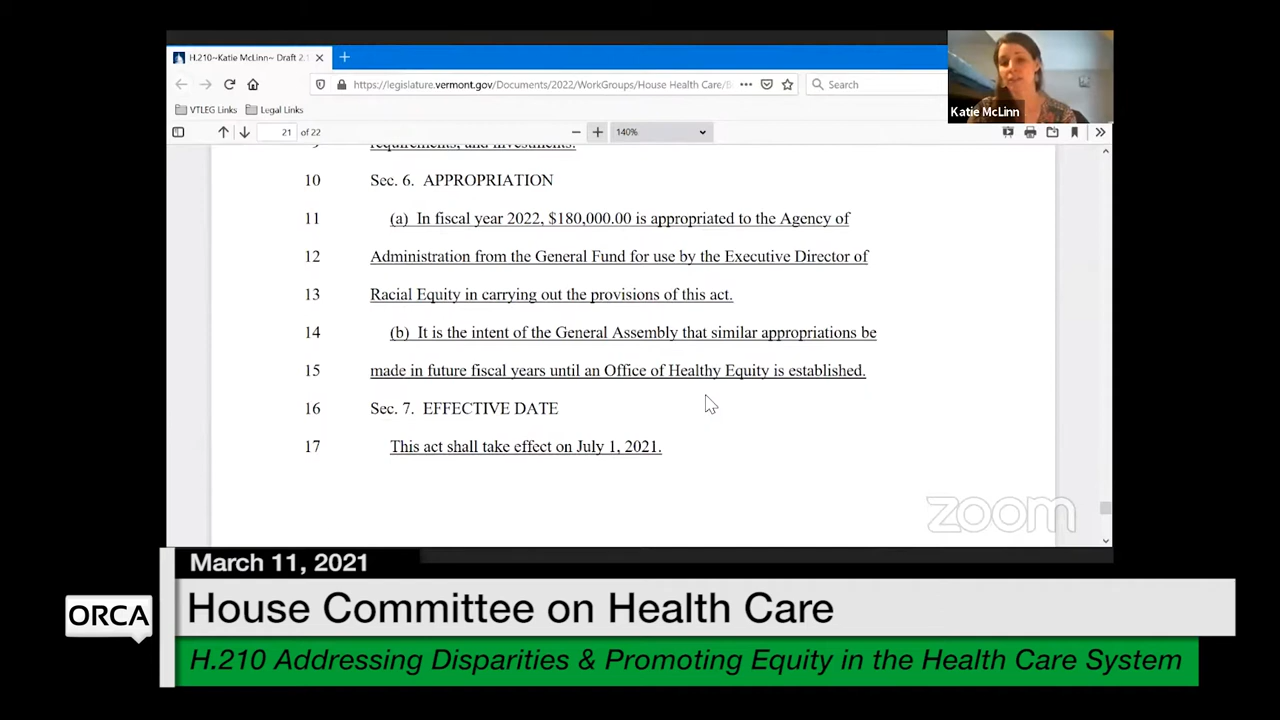 H.210~Katie McLinn~ Draft 2.1
https://legislature.vermont.gov/Documents/2022/WorkGroups/House Health Care/B
Search
VTLEG Links Legal Links
21 of 22
140%
Katie McLinn
9 requirements, and investments.
10 Sec. 6. APPROPRIATION
11 (a) In fiscal year 2022, $180,000.00 is appropriated to the Agency of
12 Administration from the General Fund for use by the Executive Director of
13 Racial Equity in carrying out the provisions of this act.
14 (b) It is the intent of the General Assembly that similar appropriations be
15 made in future fiscal years until an Office of Healthy Equity is established.
16 Sec. 7. EFFECTIVE DATE
17 This act shall take effect on July 1, 2021.
zoom
March 11, 2021
ORCA
House Committee on Health Care
H.210 Addressing Disparities & Promoting Equity in the Health Care System